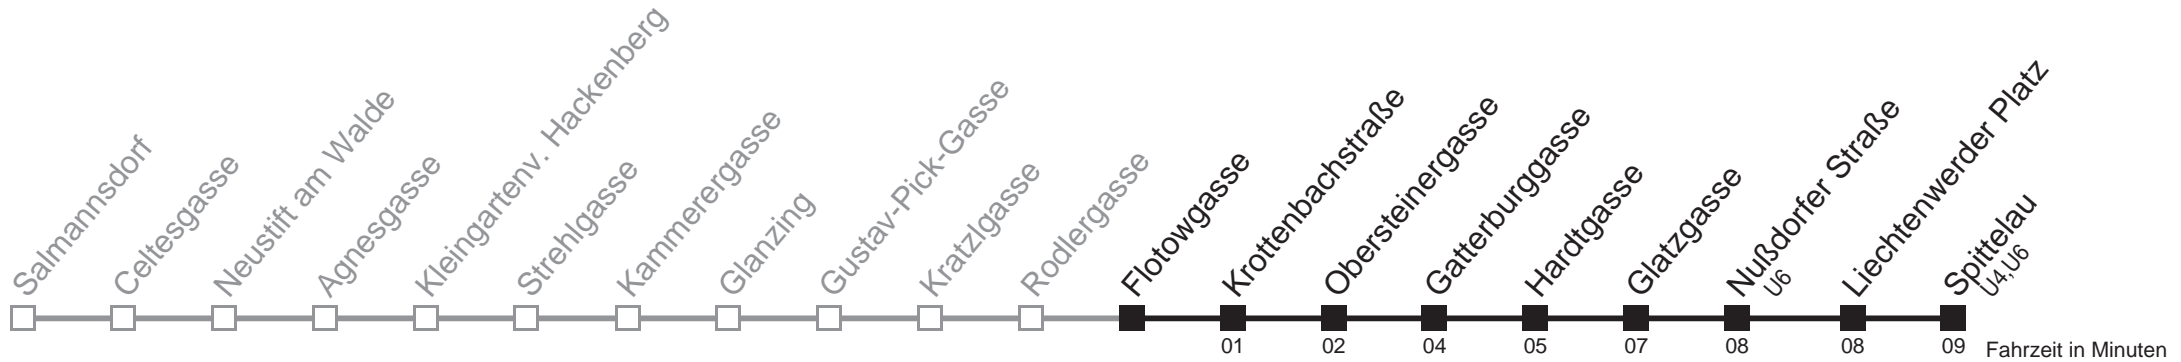 Salmannsdorf
Celtesgasse
Neustift am Walde
Agnesgasse
Kleingartenv. Hackenberg
Strehlgasse
Kammerergasse
Glanzing
Gustav-Pick-Gasse
Kratzlgasse
Rodlergasse
Flotowgasse
Krottenbachstraße
Obersteinergasse
Gatterburggasse
Hardtgasse
Glatzgasse
Nußdorfer Straße
U6
Liechtenwerder Platz
Spittelau
U4,U6
01 02 04 05 07 08 08 09 Fahrzeit in Minuten